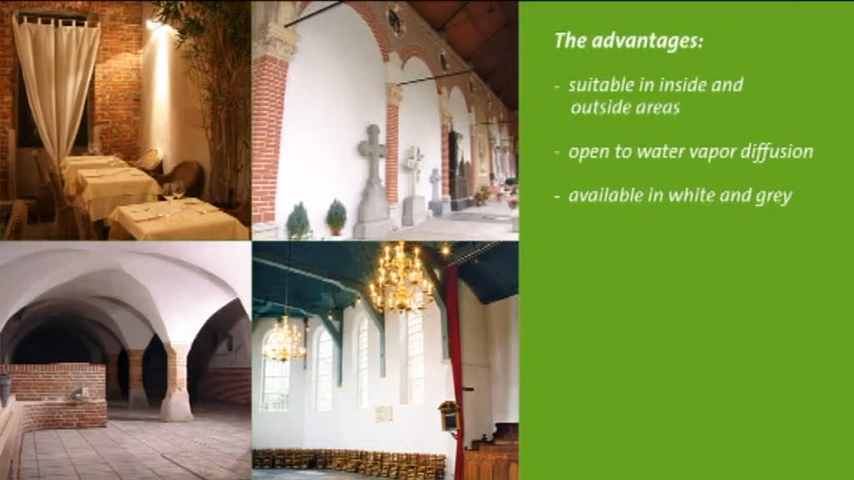 The advantages:
- suitable in inside and
outside areas
- open to water vapor diffusion
- available in white and grey